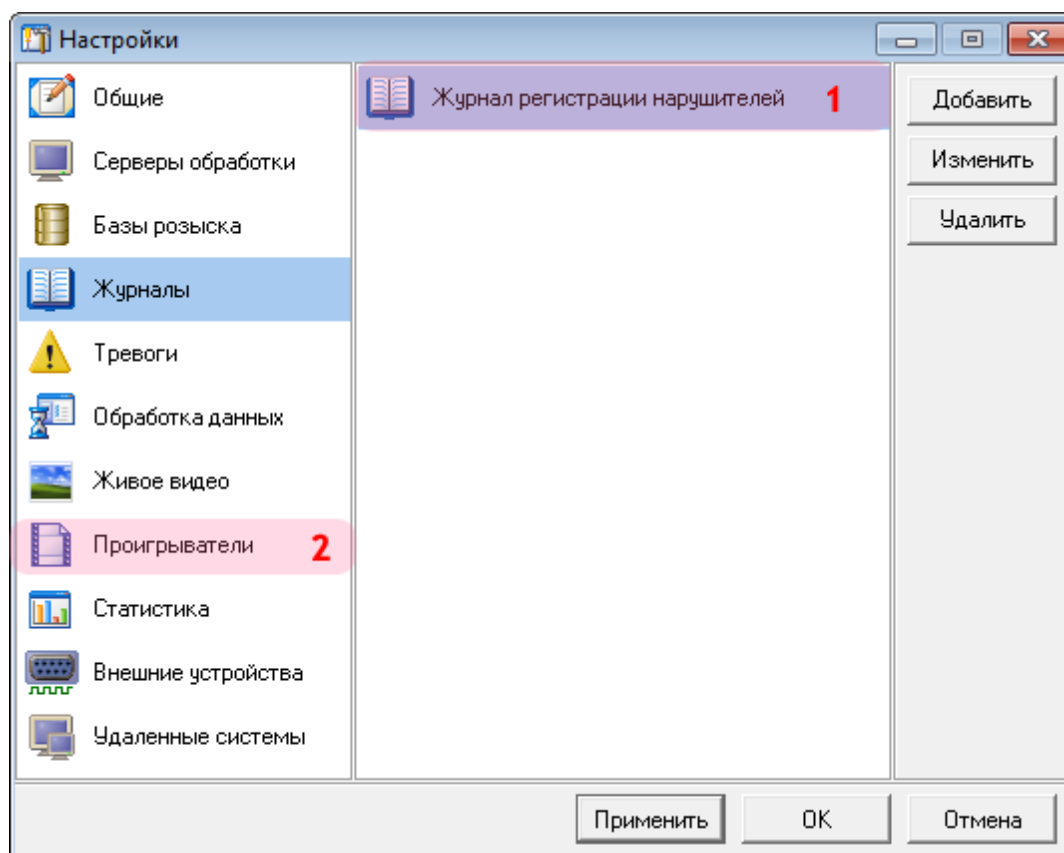 Настройки
Общие
Серверы обработки
Базы розыска
Журналы
Тревоги
Обработка данных
Живое видео
Проигрыватели 2
Статистика
Внешние устройства
Удаленные системы
Журнал регистрации нарушителей 1
Добавить
Изменить
Удалить
Применить
OK
Отмена